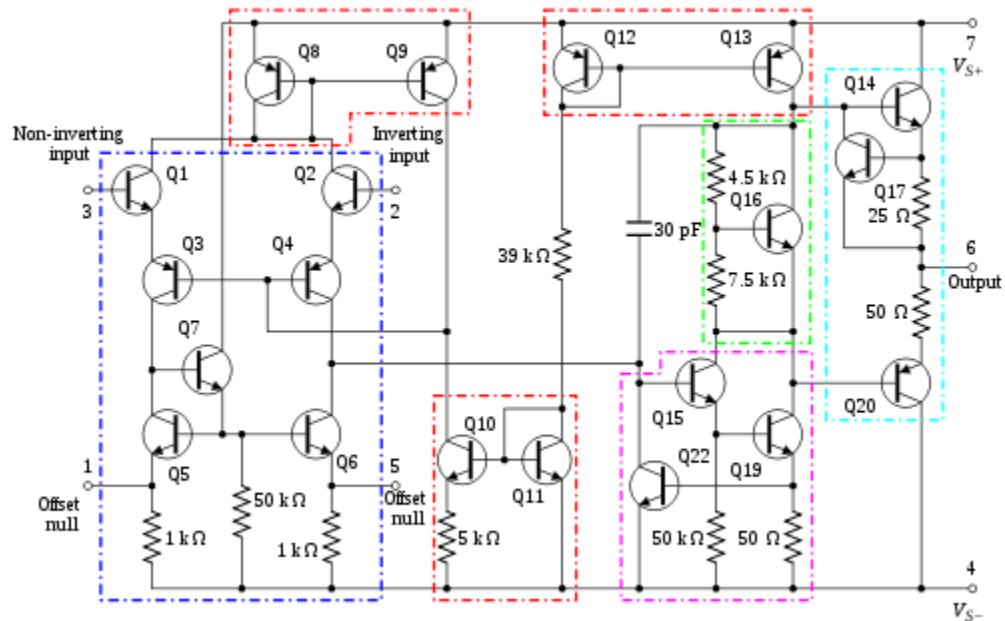 Q8
Q9
Q12
Q13
7
V_S+
Q14
Non-inverting
input
Inverting
input
Q1
Q2
3
2
4.5 kΩ
Q16
Q17
25 Ω
Q3
Q4
39 kΩ
30 pF
7.5 kΩ
6
Output
50 Ω
Q7
Q15
Q20
1
Q5
Q6
5
Q10
Q11
Q22
Q19
Offset
null
50 kΩ
Offset
null
1 kΩ
1 kΩ
5 kΩ
50 kΩ
50 Ω
4
V_S−